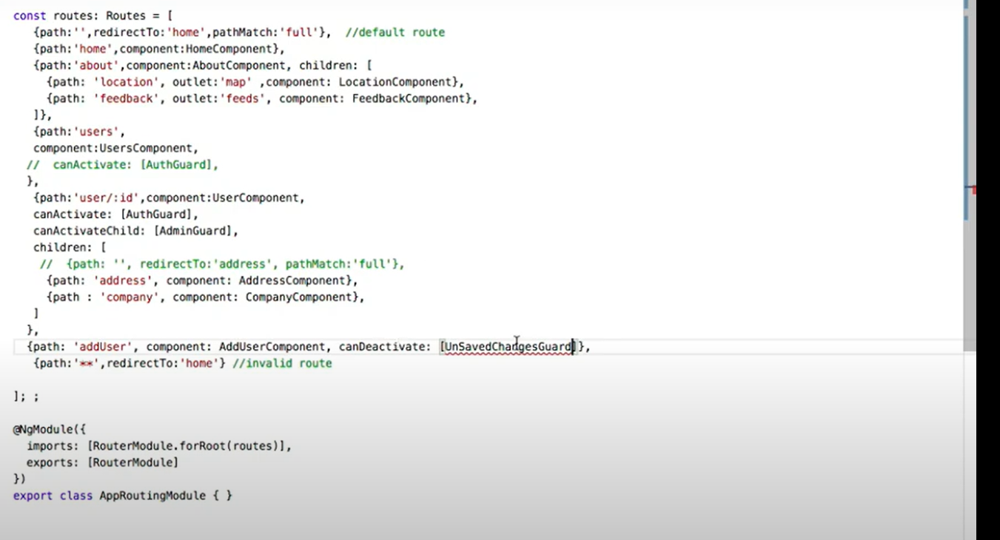 const routes: Routes = [
{path:'',redirectTo:'home',pathMatch:'full'},  //default route
{path:'home',component:HomeComponent},
{path:'about',component:AboutComponent, children: [
{path: 'location', outlet:'map' ,component: LocationComponent},
{path: 'feedback', outlet:'feeds', component: FeedbackComponent},
]},
{path:'users',
component:UsersComponent,
//  canActivate: [AuthGuard],
},
{path:'user/:id',component:UserComponent,
canActivate: [AuthGuard],
canActivateChild: [AdminGuard],
children: [
//  {path: '', redirectTo:'address', pathMatch:'full'},
{path: 'address', component: AddressComponent},
{path : 'company', component: CompanyComponent},
]
},
{path: 'addUser', component: AddUserComponent, canDeactivate: [UnSavedChangesGuard]},
{path:'**',redirectTo:'home'} //invalid route
]; ;
@NgModule({
imports: [RouterModule.forRoot(routes)],
exports: [RouterModule]
})
export class AppRoutingModule { }